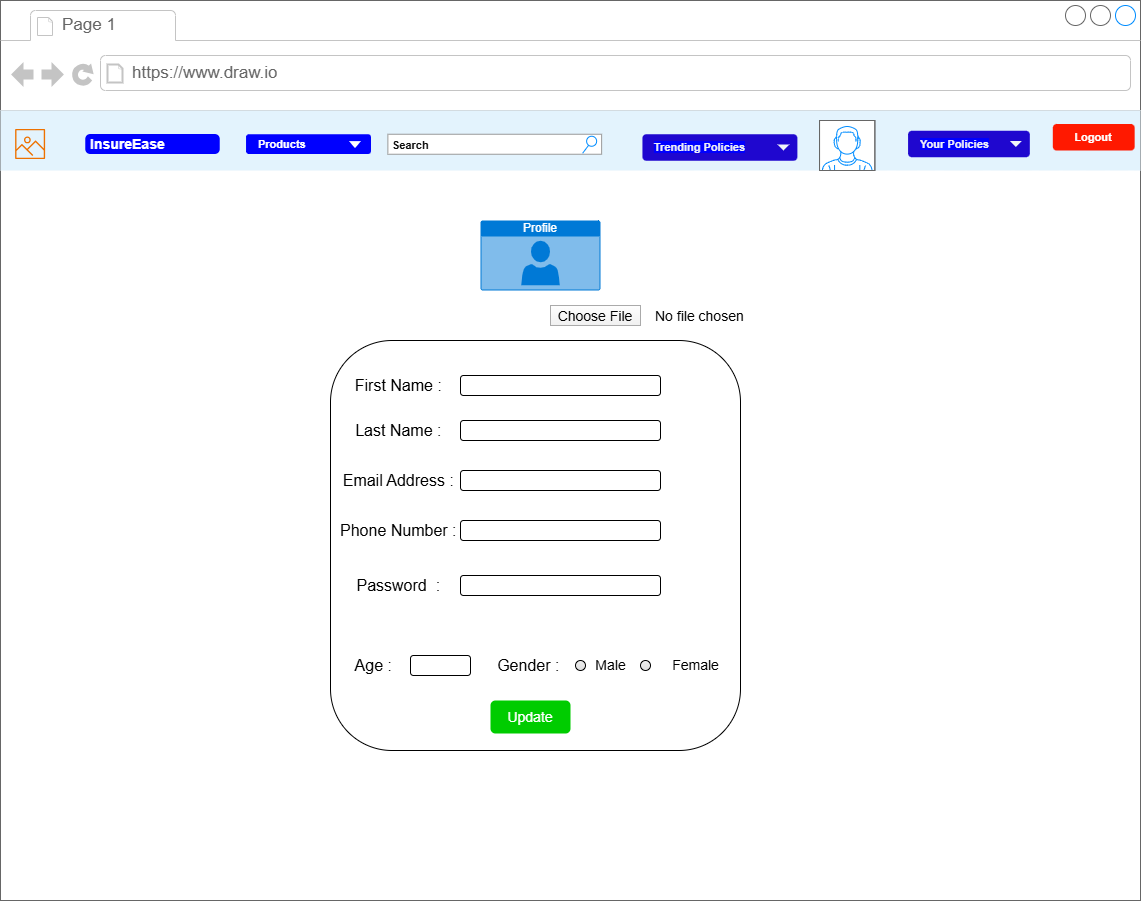 Page 1
https://www.draw.io
InsureEase
Products
Search
Trending Policies
Your Policies
Logout
Profile
Choose File No file chosen
First Name :
Last Name :
Email Address :
Phone Number :
Password :
Age : Gender : Male Female
Update